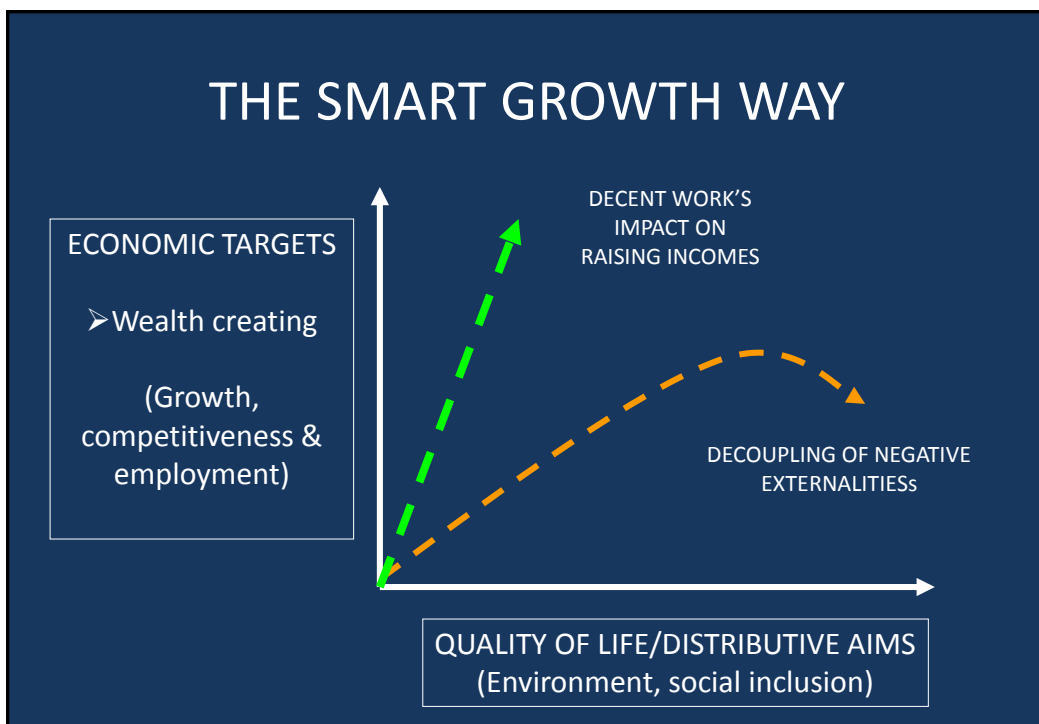 THE SMART GROWTH WAY
ECONOMIC TARGETS
➢Wealth creating
(Growth,
competitiveness &
employment)
DECENT WORK'S
IMPACT ON
RAISING INCOMES
DECOUPLING OF NEGATIVE
EXTERNALITIESs
QUALITY OF LIFE/DISTRIBUTIVE AIMS
(Environment, social inclusion)